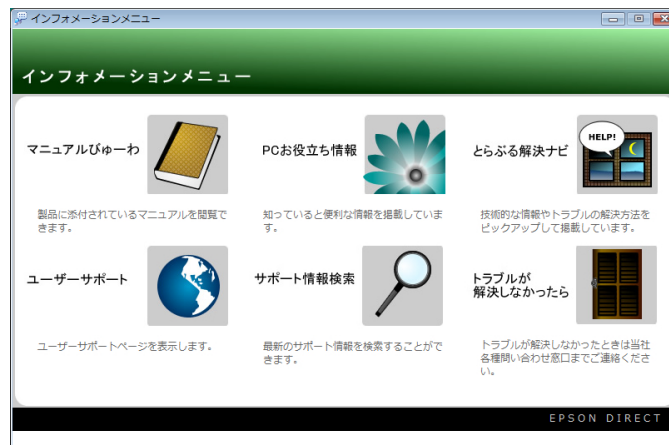 インフォメーションメニュー
インフォメーションメニュー
マニュアルびゅーわ
製品に添付されているマニュアルを閲覧で
きます。
PCお役立ち情報
知っていると便利な情報を掲載していま
す。
とらぶる解決ナビ
HELP!
技術的な情報やトラブルの解決方法を
ピックアップして掲載しています。
ユーザーサポート
ユーザーサポートページを表示します。
サポート情報検索
最新のサポート情報を検索することがで
きます。
トラブルが
解決しなかったら
トラブルが解決しなかったときは当社
各種問い合わせ窓口までご連絡くださ
い。
EPSON DIRECT